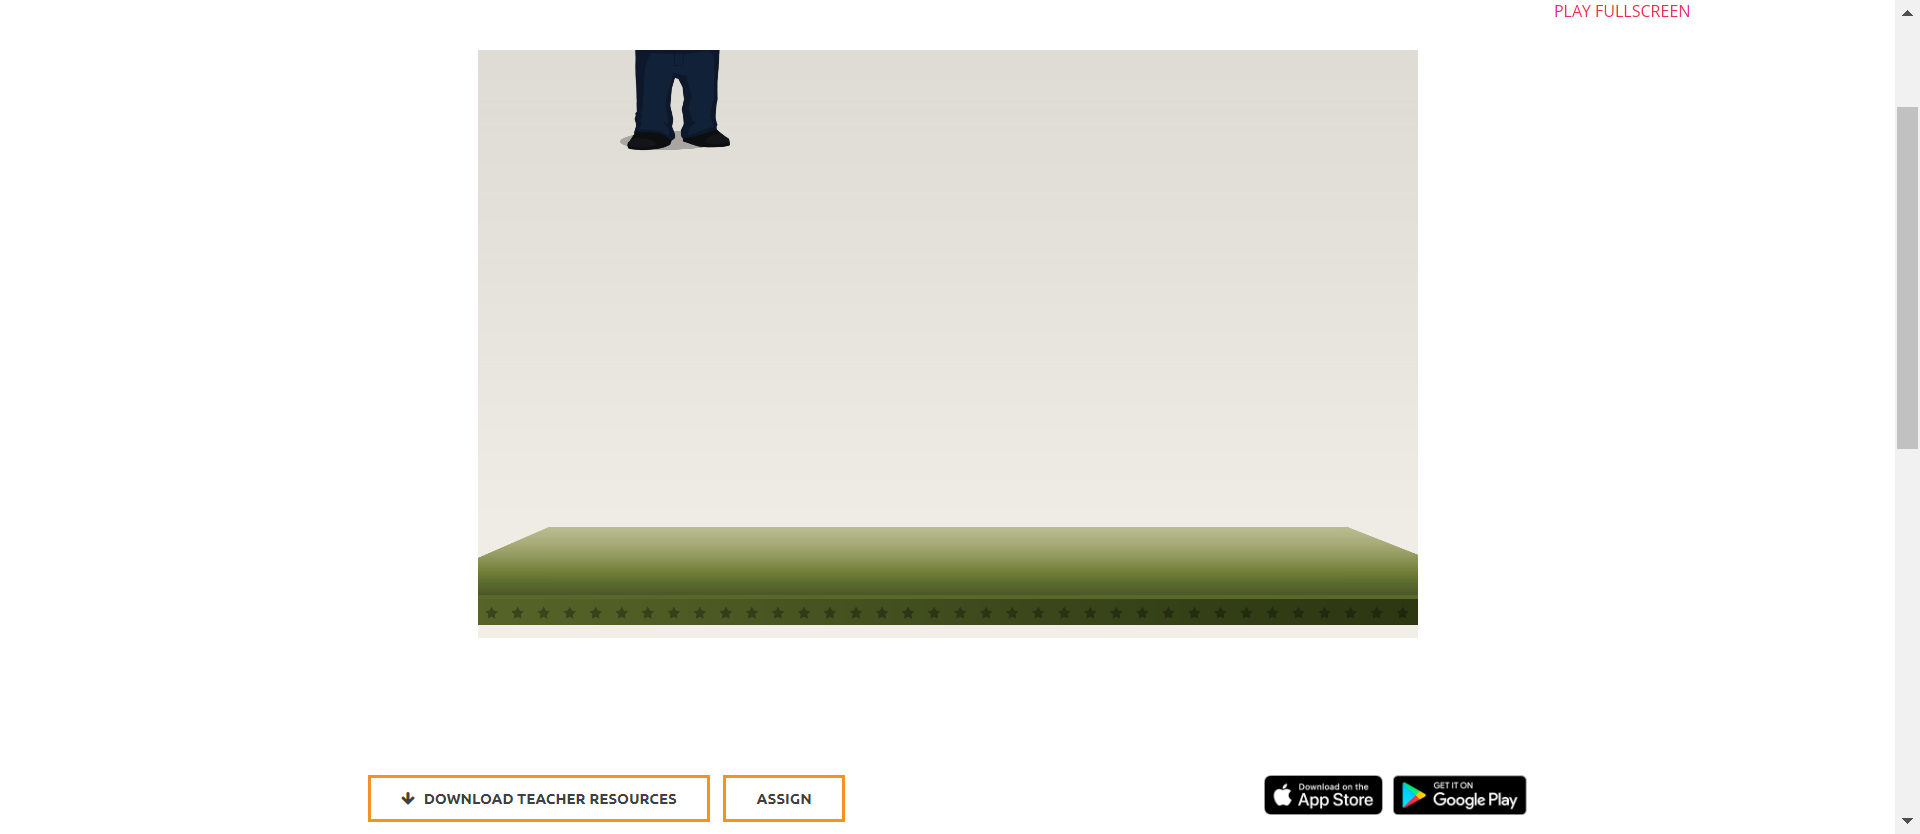 PLAY FULLSCREEN
DOWNLOAD TEACHER RESOURCES
ASSIGN
Download on the
App Store
GET IT ON
Google Play